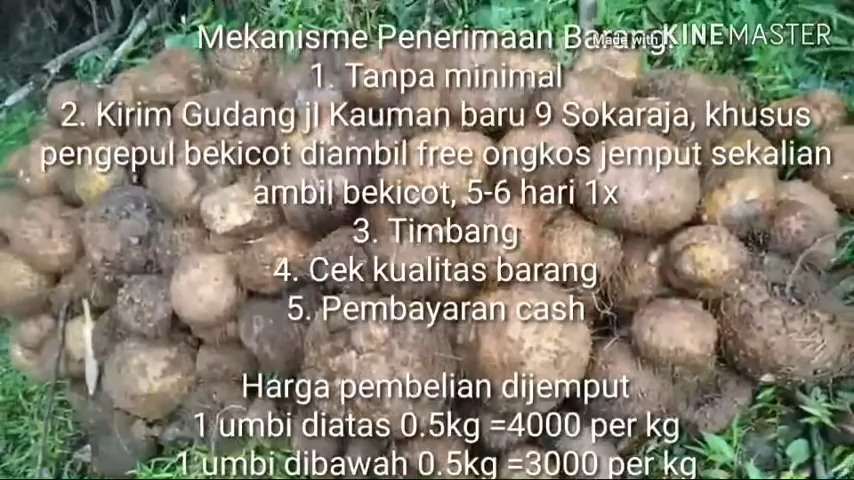 Mekanisme Penerimaan Barang:
Made with KINEMASTER
1. Tanpa minimal
2. Kirim Gudang jl Kauman baru 9 Sokaraja, khusus
pengepul bekicot diambil free ongkos jemput sekalian
ambil bekicot, 5-6 hari 1x
3. Timbang
4. Cek kualitas barang
5. Pembayaran cash
Harga pembelian dijemput
1 umbi diatas 0.5kg =4000 per kg
1 umbi dibawah 0.5kg =3000 per kg